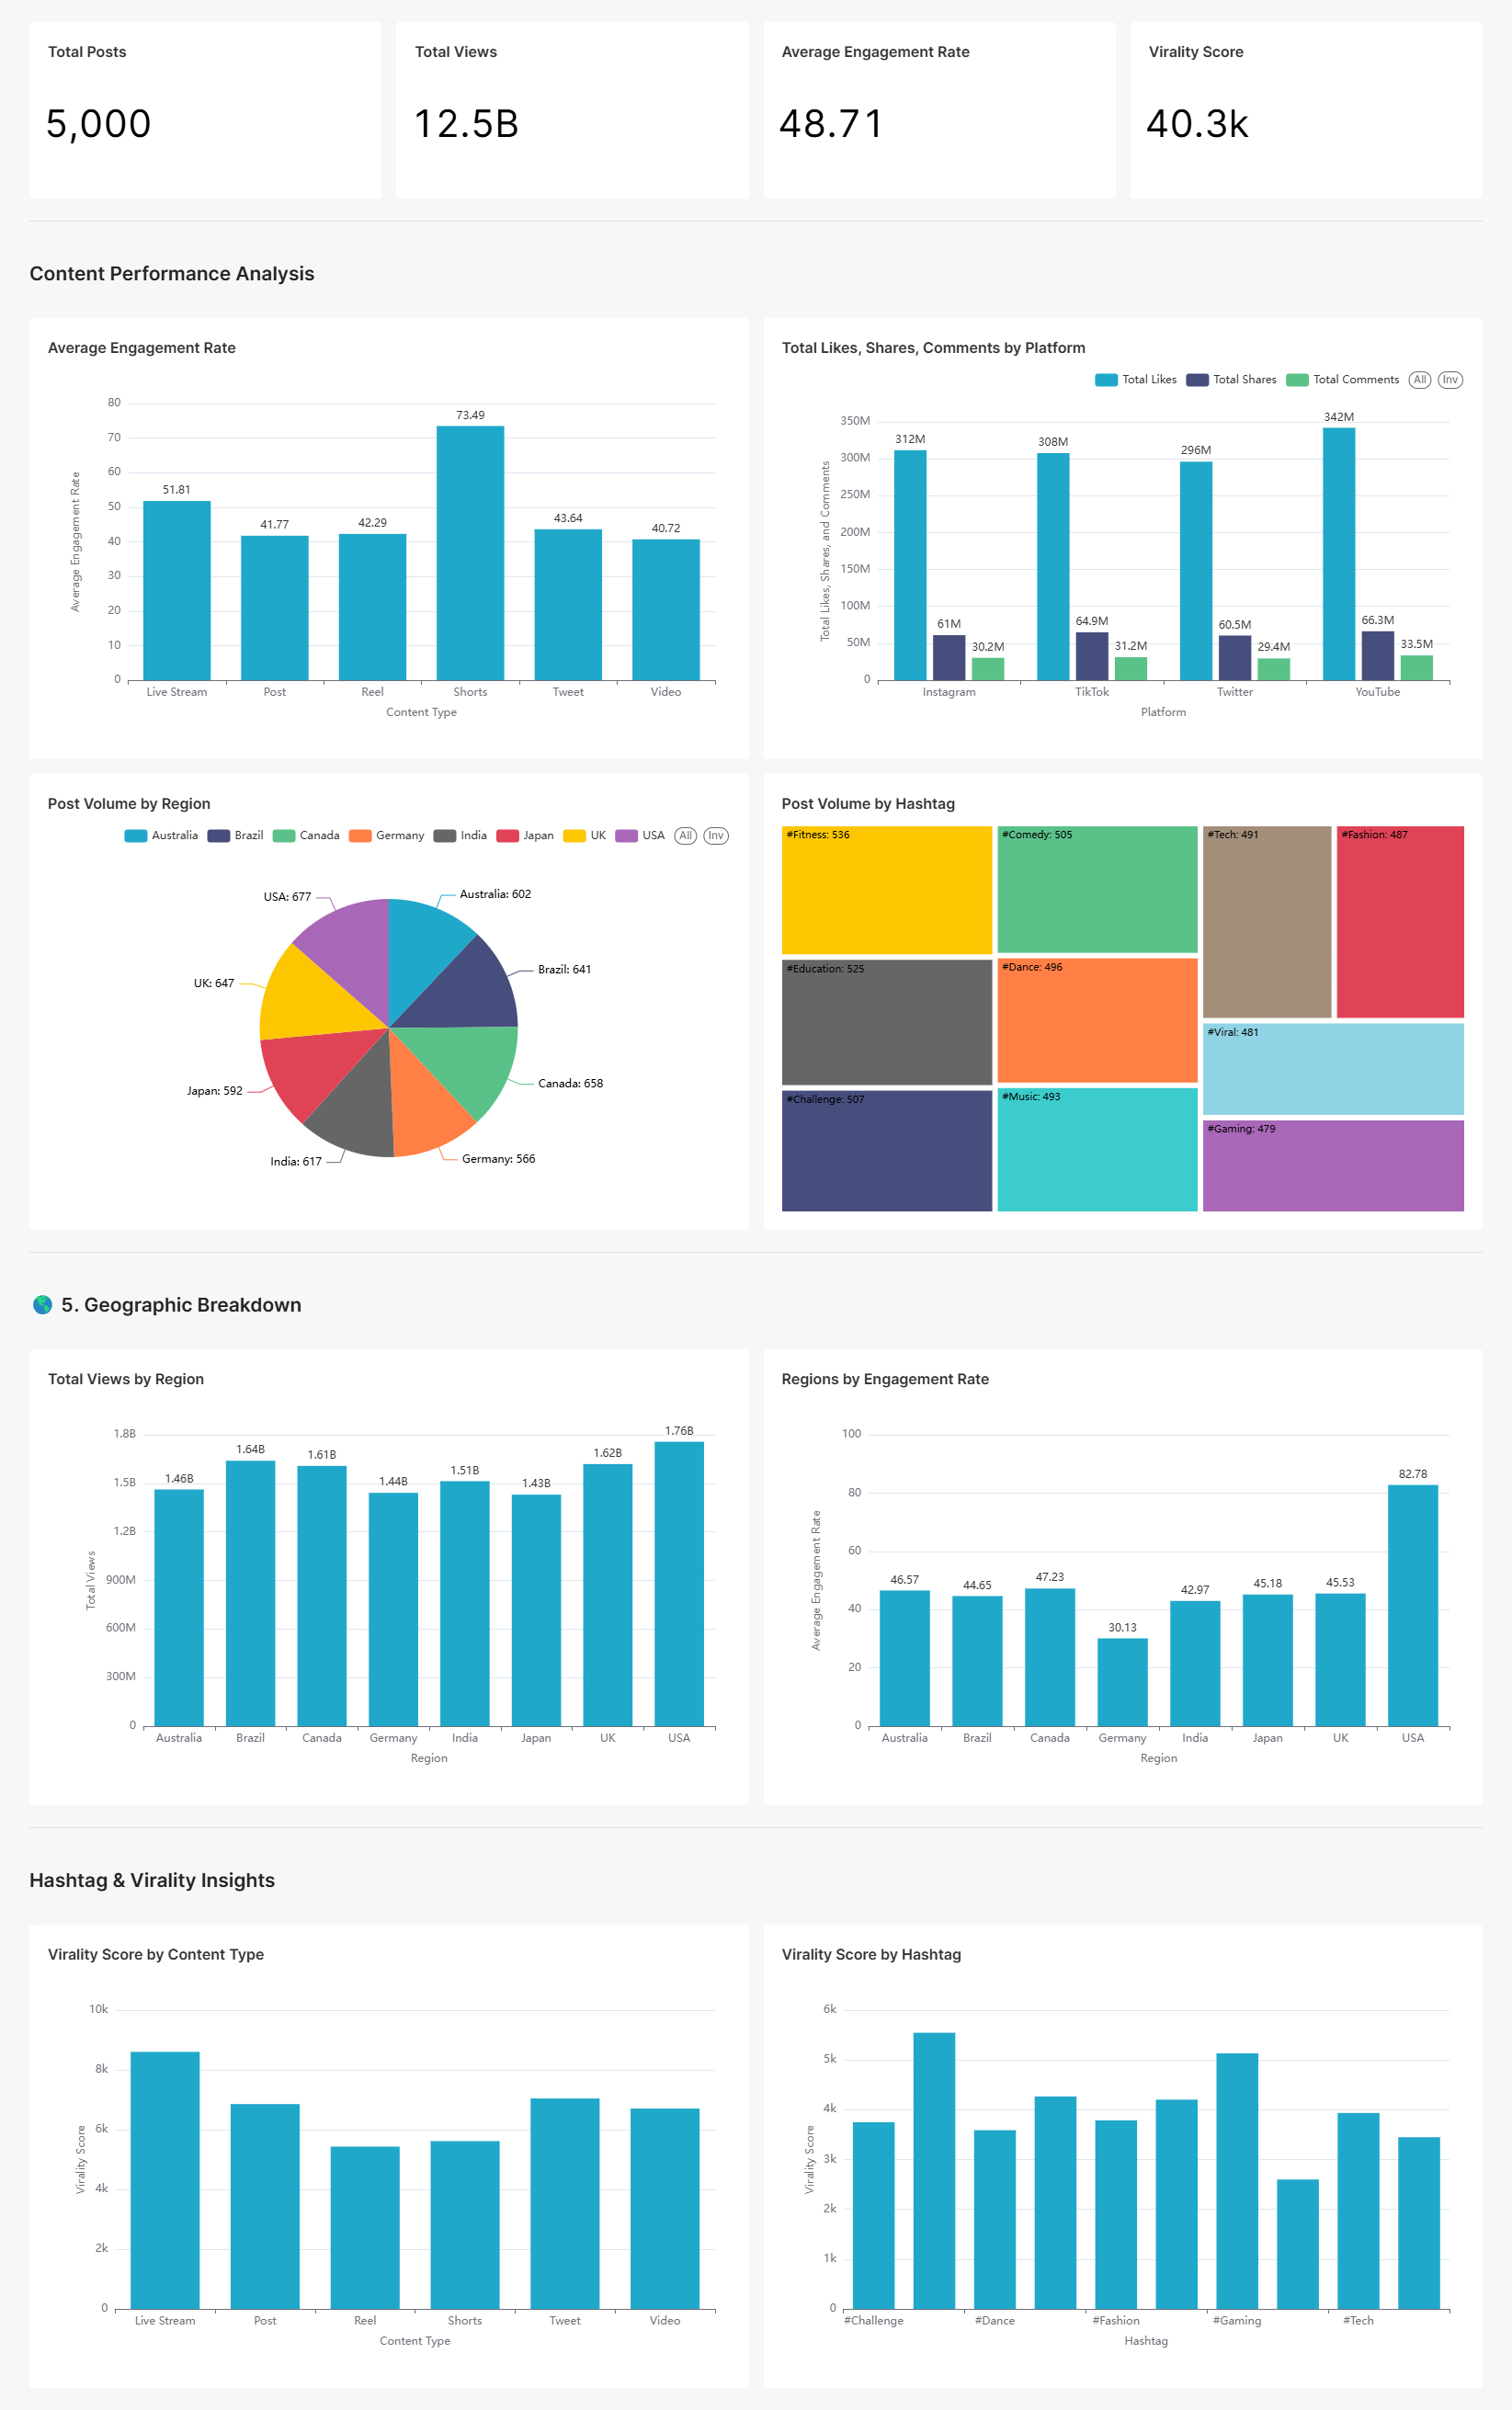 Total Posts
5,000
Total Views
12.5B
Average Engagement Rate
48.71
Virality Score
40.3k
Content Performance Analysis
Average Engagement Rate
80
70
60
50
40
30
20
10
0
Average Engagement Rate
51.81
41.77
42.29
73.49
43.64
40.72
Live Stream Post Reel Shorts Tweet Video
Content Type
Total Likes, Shares, Comments by Platform
Total Likes Total Shares Total Comments All Inv
350M
300M
250M
200M
150M
100M
50M
0
Total Likes, Shares, and Comments
312M 61M 30.2M
308M 64.9M 31.2M
296M 60.5M 29.4M
342M 66.3M 33.5M
Instagram TikTok Twitter YouTube
Platform
Post Volume by Region
Australia Brazil Canada Germany India Japan UK USA All Inv
USA: 677
Australia: 602
Brazil: 641
UK: 647
Canada: 658
Japan: 592
Germany: 566
India: 617
Post Volume by Hashtag
#Fitness: 536
#Comedy: 505
#Tech: 491
#Fashion: 487
#Education: 525
#Dance: 496
#Viral: 481
#Challenge: 507
#Music: 493
#Gaming: 479
🌎 5. Geographic Breakdown
Total Views by Region
1.8B
1.5B
1.2B
900M
600M
300M
0
Total Views
1.46B
1.64B
1.61B
1.44B
1.51B
1.43B
1.62B
1.76B
Australia Brazil Canada Germany India Japan UK USA
Region
Regions by Engagement Rate
100
80
60
40
20
0
Average Engagement Rate
46.57
44.65
47.23
30.13
42.97
45.18
45.53
82.78
Australia Brazil Canada Germany India Japan UK USA
Region
Hashtag & Virality Insights
Virality Score by Content Type
10k
8k
6k
4k
2k
0
Virality Score
Live Stream Post Reel Shorts Tweet Video
Content Type
Virality Score by Hashtag
6k
5k
4k
3k
2k
1k
0
Virality Score
#Challenge #Dance #Fashion #Gaming #Tech
Hashtag